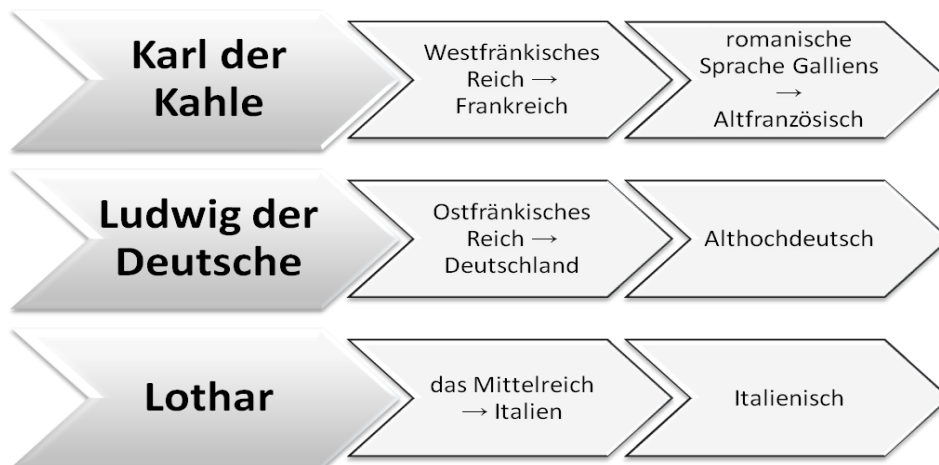 Karl der
Kahle
Westfränkisches
Reich →
Frankreich
romanische
Sprache Galliens
→
Altfranzösisch
Ludwig der
Deutsche
Ostfränkisches
Reich →
Deutschland
Althochdeutsch
Lothar
das Mittelreich
→ Italien
Italienisch